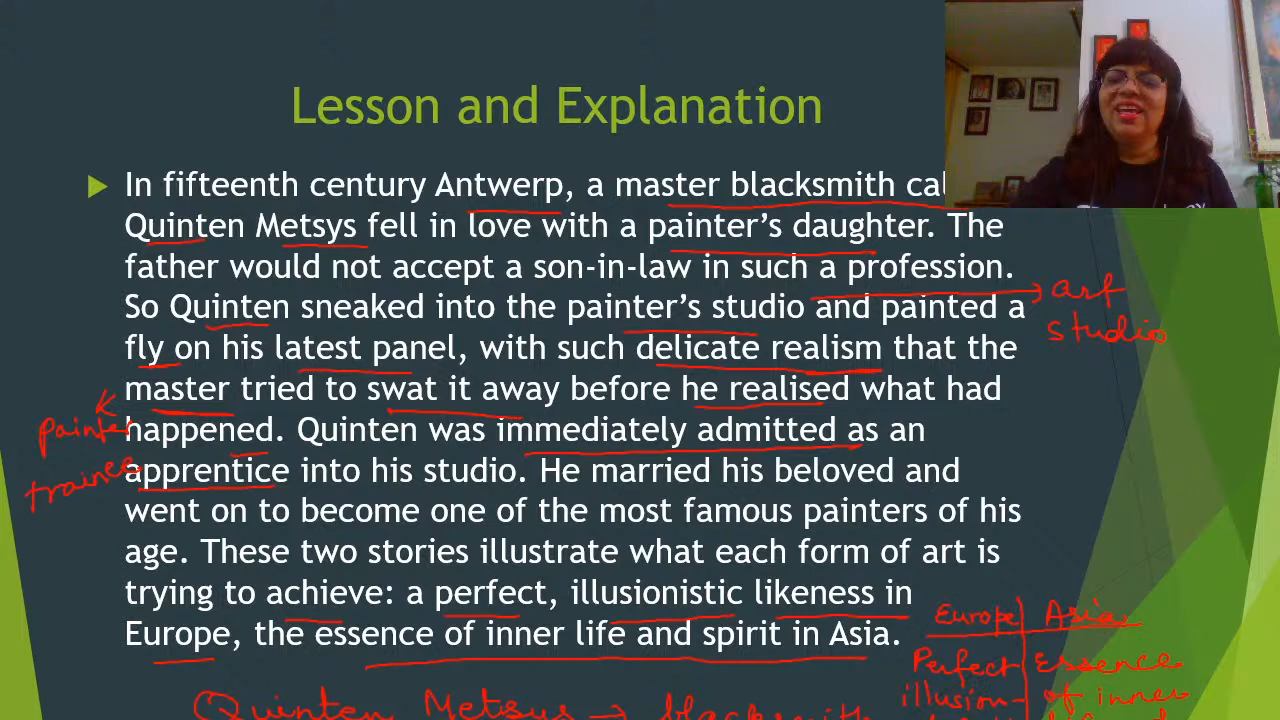 Lesson and Explanation
In fifteenth century Antwerp, a master blacksmith cal
Quinten Metsys fell in love with a painter's daughter. The
father would not accept a son-in-law in such a profession.
So Quinten sneaked into the painter's studio and painted a
fly on his latest panel, with such delicate realism that the
master tried to swat it away before he realised what had
happened. Quinten was immediately admitted as an
apprentice into his studio. He married his beloved and
went on to become one of the most famous painters of his
age. These two stories illustrate what each form of art is
trying to achieve: a perfect, illusionistic likeness in
Europe, the essence of inner life and spirit in Asia.
art
studio
painter
trainee
Europe Asia
Perfect Essence
illusion- of inner
Quinten Metsys → blacksmith